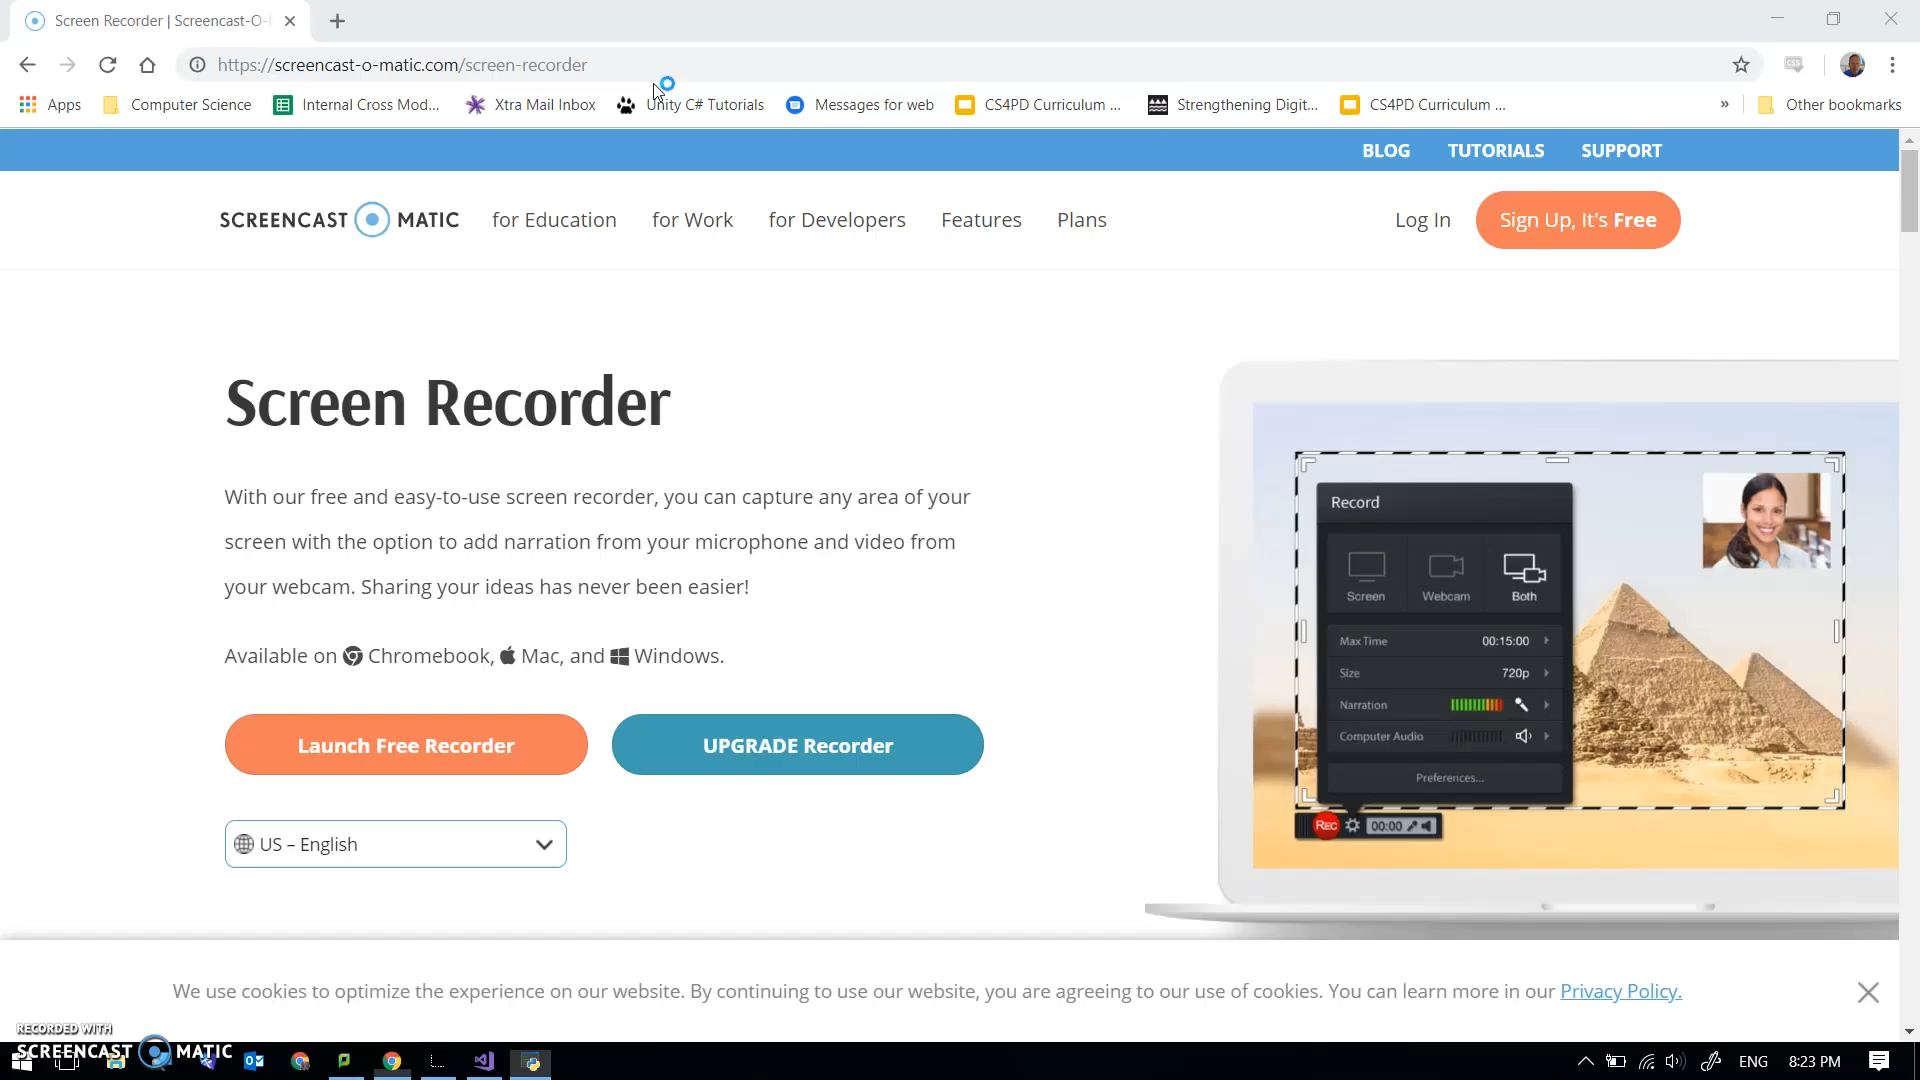 Screen Recorder | Screencast-O-
https://screencast-o-matic.com/screen-recorder
Apps
Computer Science
Internal Cross Mod...
Xtra Mail Inbox
Unity C# Tutorials
Messages for web
CS4PD Curriculum ...
Strengthening Digit...
CS4PD Curriculum ...
»
Other bookmarks
BLOG
TUTORIALS
SUPPORT
SCREENCAST MATIC
for Education
for Work
for Developers
Features
Plans
Log In
Sign Up, It's Free
Screen Recorder
With our free and easy-to-use screen recorder, you can capture any area of your
screen with the option to add narration from your microphone and video from
your webcam. Sharing your ideas has never been easier!
Available on Chromebook, Mac, and Windows.
Launch Free Recorder
UPGRADE Recorder
US – English
Record
Screen
Webcam
Both
Max Time 00:15:00
Size 720p
Narration
Computer Audio
Preferences...
REC
00:00
We use cookies to optimize the experience on our website. By continuing to use our website, you are agreeing to our use of cookies. You can learn more in our Privacy Policy.
RECORDED WITH
SCREENCAST MATIC
ENG
8:23 PM